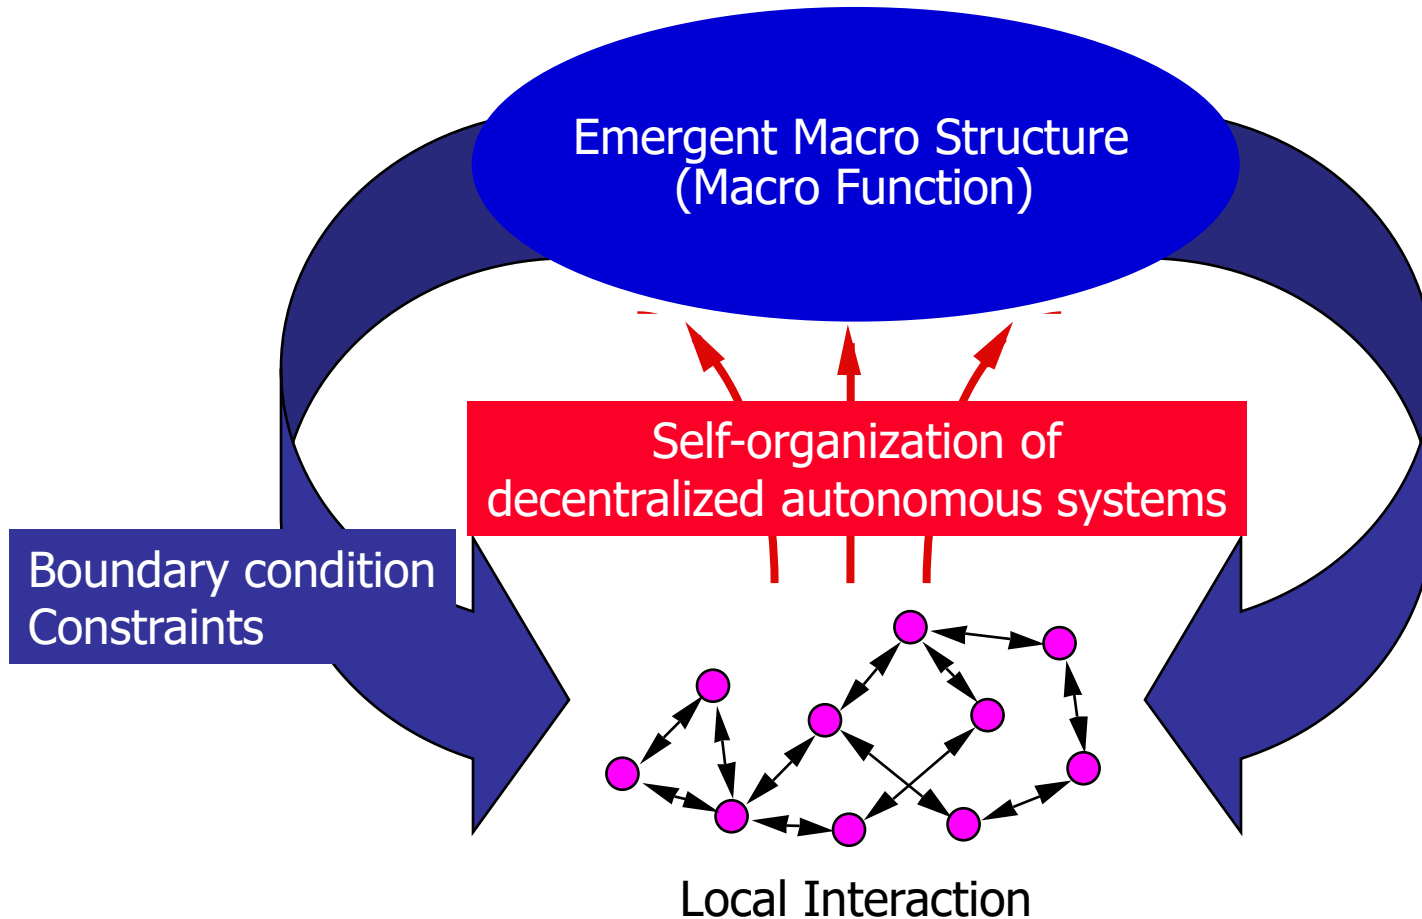 Emergent Macro Structure
(Macro Function)
Self-organization of
decentralized autonomous systems
Boundary condition
Constraints
Local Interaction